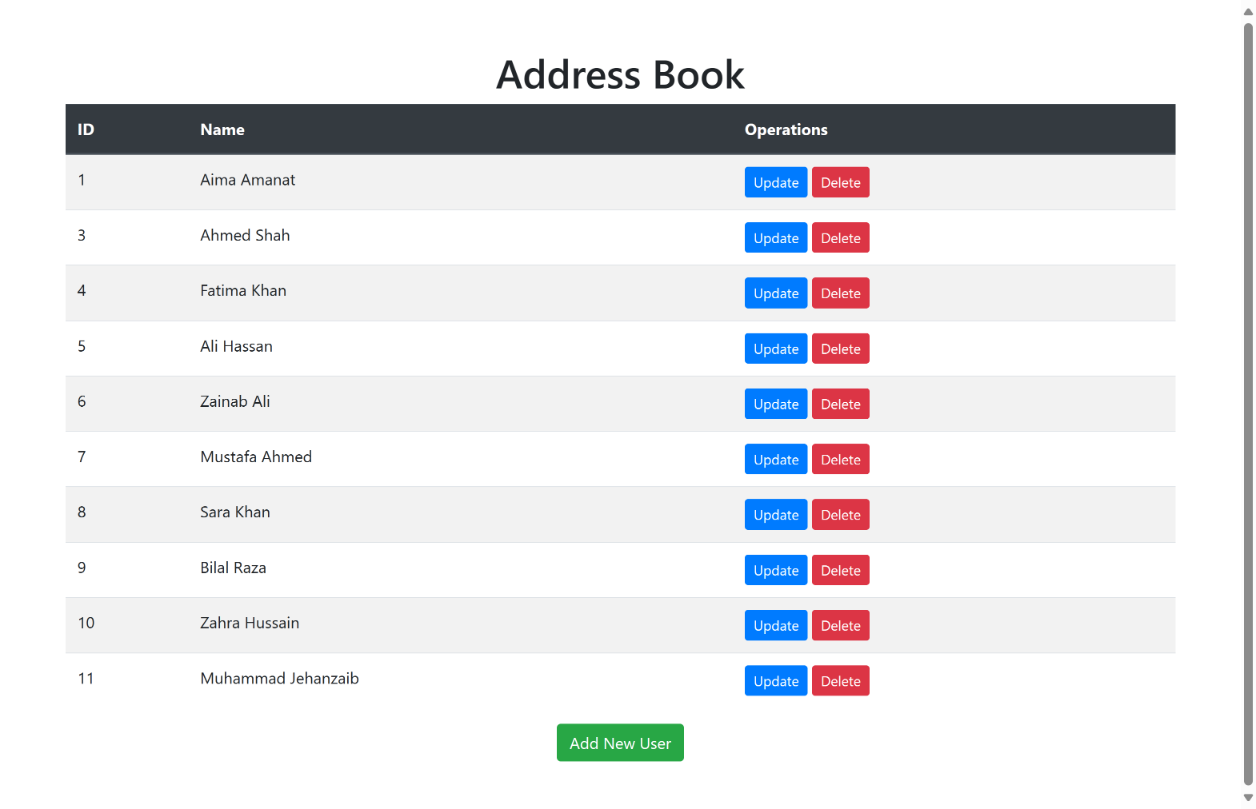 Address Book
ID Name Operations
1 Aima Amanat Update Delete
3 Ahmed Shah Update Delete
4 Fatima Khan Update Delete
5 Ali Hassan Update Delete
6 Zainab Ali Update Delete
7 Mustafa Ahmed Update Delete
8 Sara Khan Update Delete
9 Bilal Raza Update Delete
10 Zahra Hussain Update Delete
11 Muhammad Jehanzaib Update Delete
Add New User